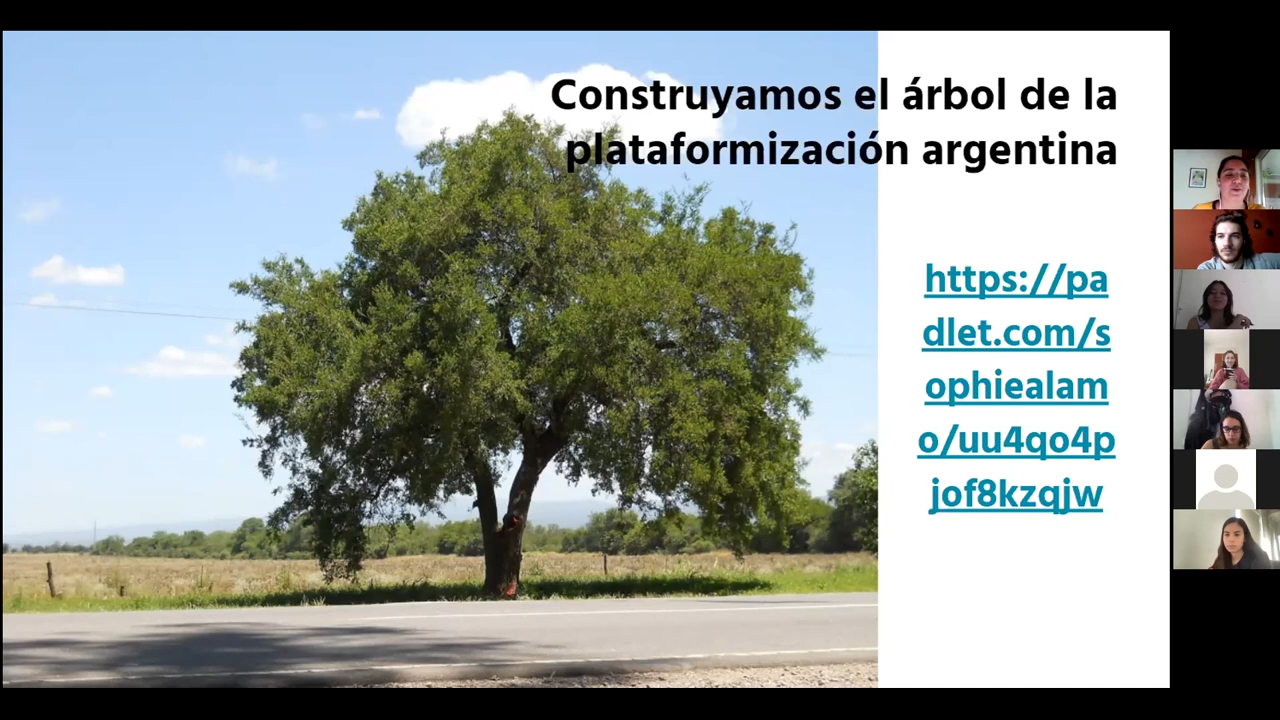 Construyamos el árbol de la
plataformización argentina
https://pa
dlet.com/s
ophiealam
o/uu4qo4p
jof8kzqjw